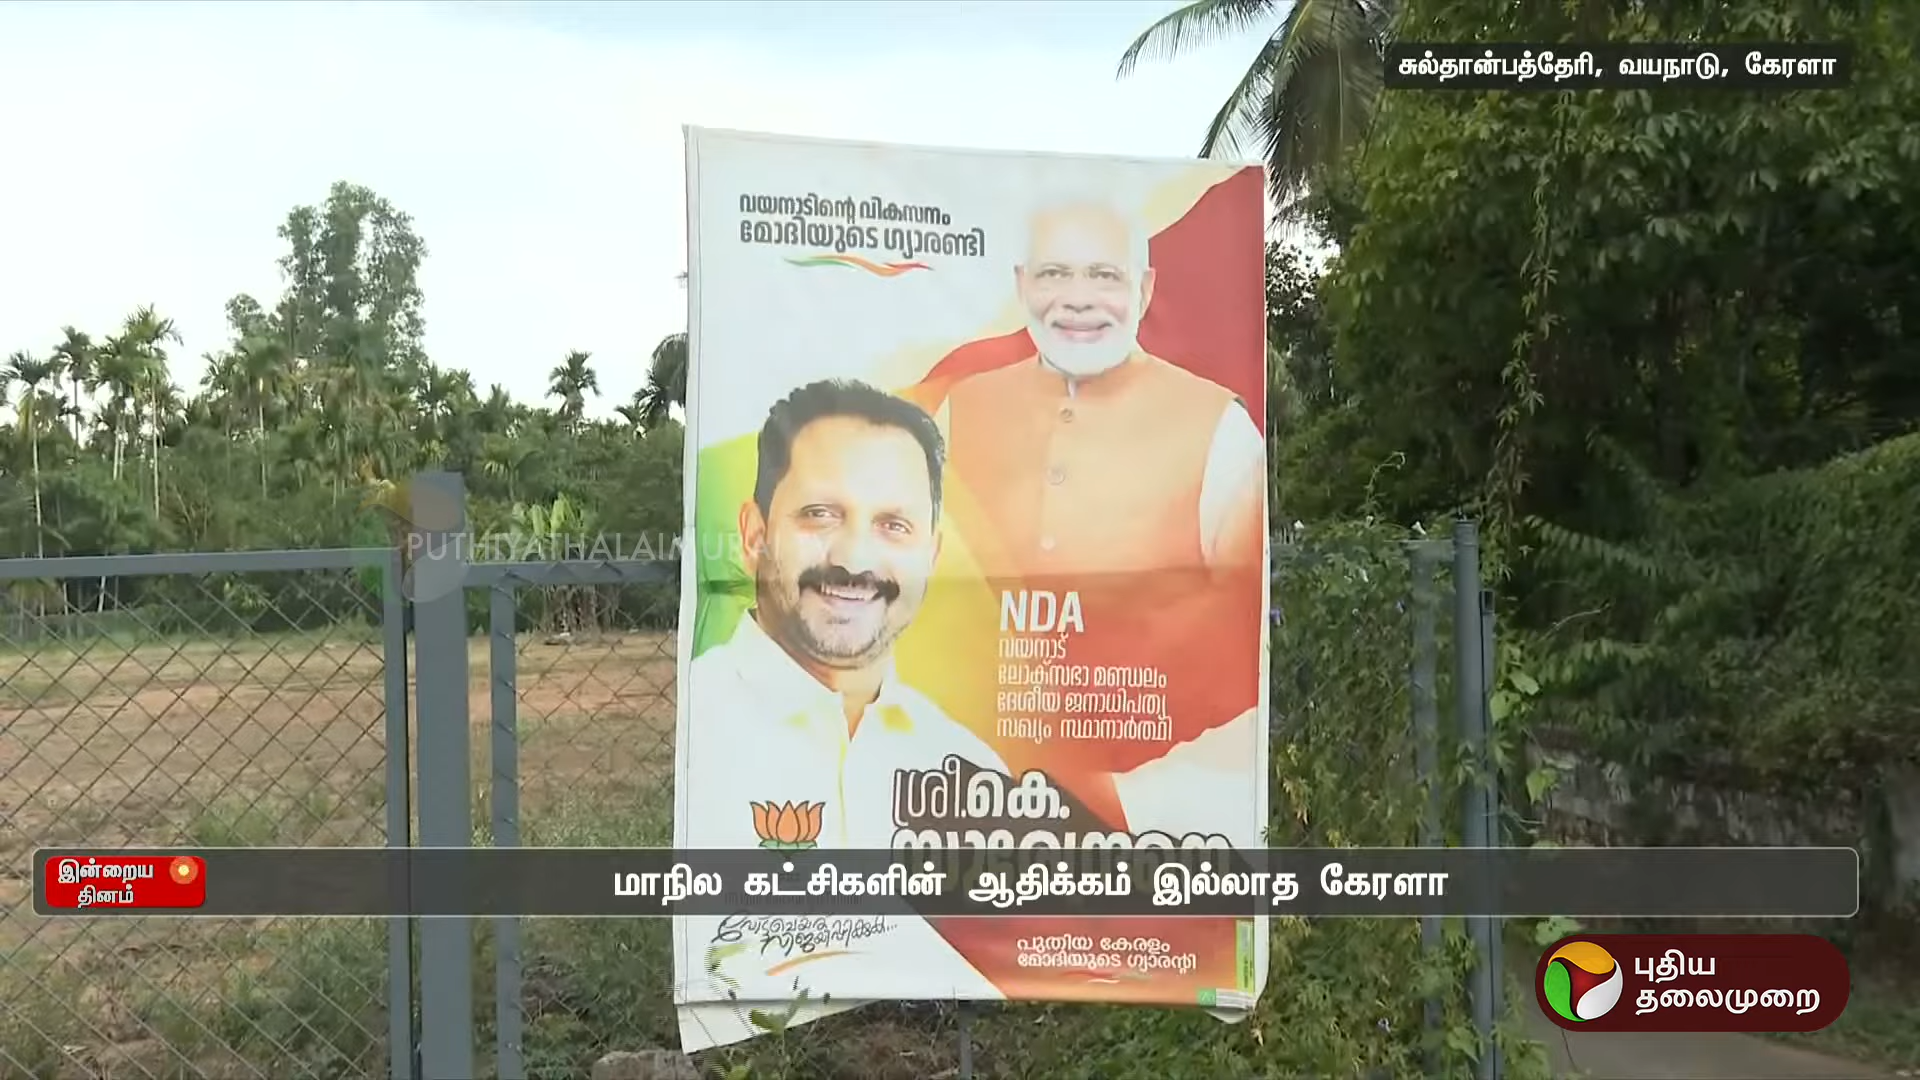 சுல்தான்பத்தேரி, வயநாடு, கேரளா
വയനാടിന്റെ വികസനം
മോദിയുടെ ഗ്യാരണ്ടി
PUTHIYATHALAIMURAI TV
NDA
വയനാട്
ലോക്സഭാ മണ്ഡലം
ദേശീയ ജനാധിപത്യ
സഖ്യം സ്ഥാനാർത്ഥി
ശ്രീ.കെ.
இன்றைய
தினம்
மாநில கட்சிகளின் ஆதிக்கம் இல்லாத கேரளா
പുതിയ കേരളം
മോദിയുടെ ഗ്യാരന്റി
புதிய
தலைமுறை